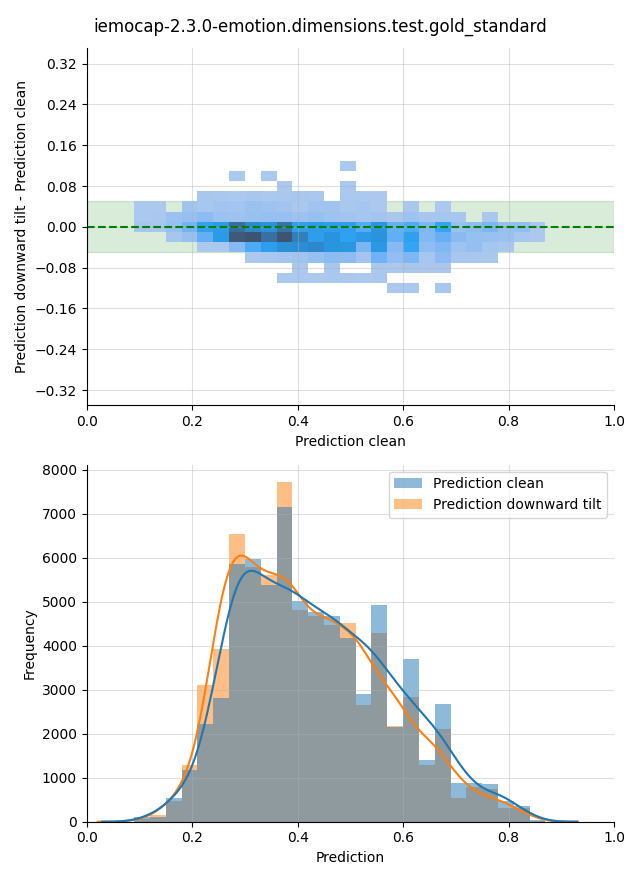 iemocap-2.3.0-emotion.dimensions.test.gold_standard
0.32
0.24
0.16
0.08
0.00
−0.08
−0.16
−0.24
−0.32
Prediction downward tilt - Prediction clean
0.0 0.2 0.4 0.6 0.8 1.0
Prediction clean
8000
7000
6000
5000
4000
3000
2000
1000
0
Frequency
Prediction clean
Prediction downward tilt
0.0 0.2 0.4 0.6 0.8 1.0
Prediction